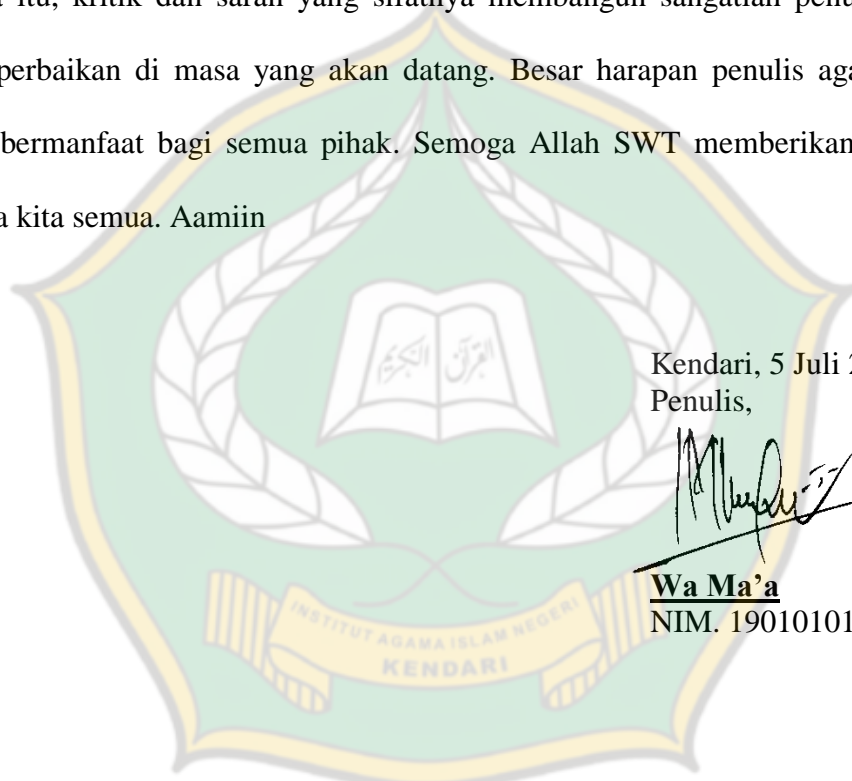 itu, kritik dan saran yang sifatnya membangun sangatlah
perbaikan di masa yang akan datang. Besar harapan penulis
bermanfaat bagi semua pihak. Semoga Allah SWT memberikan
kita semua. Aamiin
القرآن الكريم
Kendari, 5 Juli
Penulis,
Wa Ma’a
NIM. 19010101
INSTITUT AGAMA ISLAM NEGERI
KENDARI